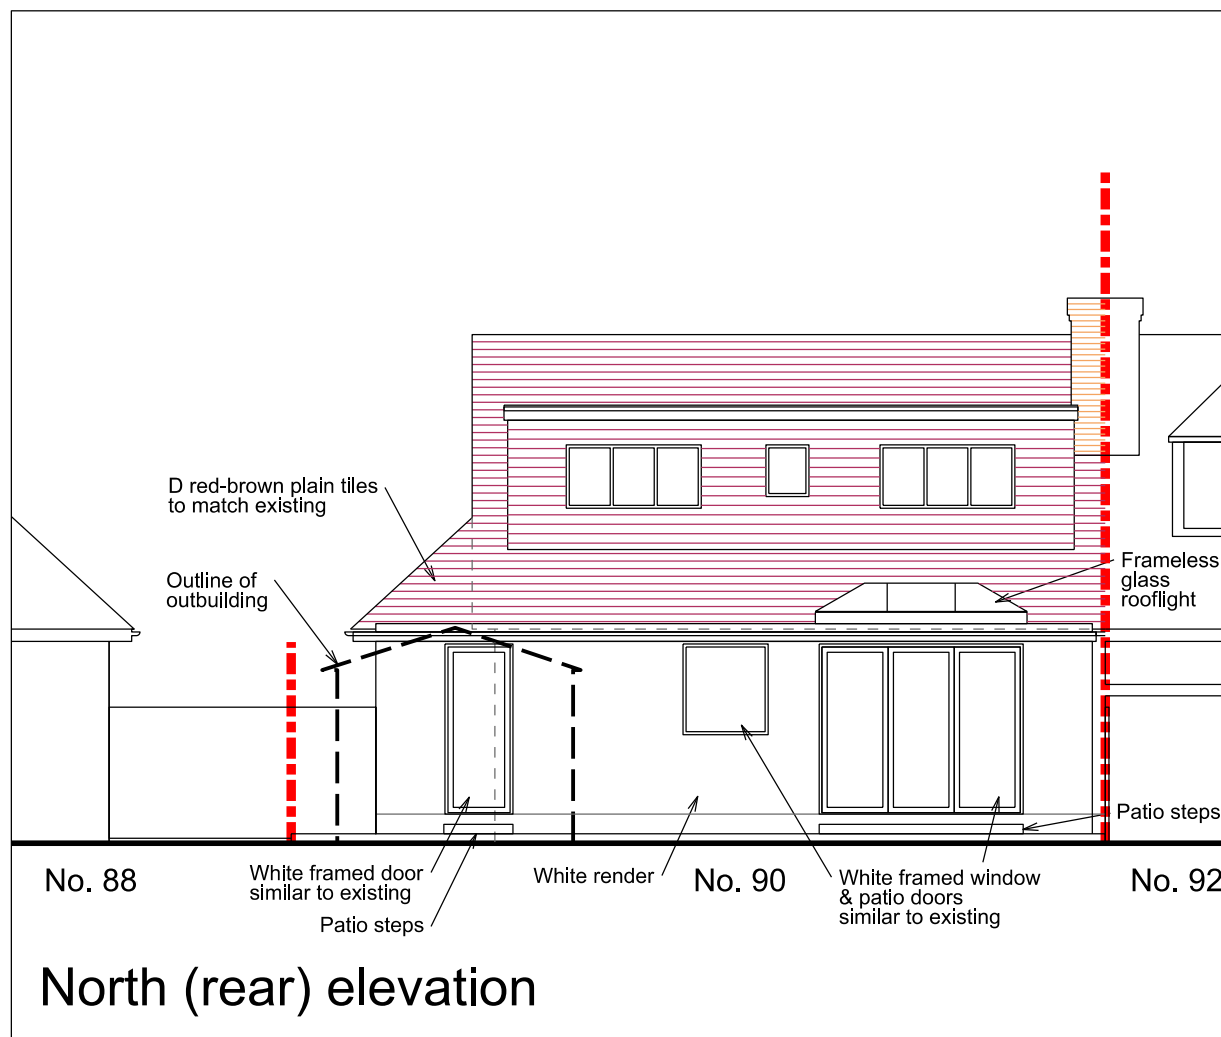 D red-brown plain tiles
to match existing
Outline of
outbuilding
Frameless
glass
rooflight
Patio steps
No. 88
White framed door
similar to existing
Patio steps
White render
No. 90
White framed window
& patio doors
similar to existing
No. 92
North (rear) elevation